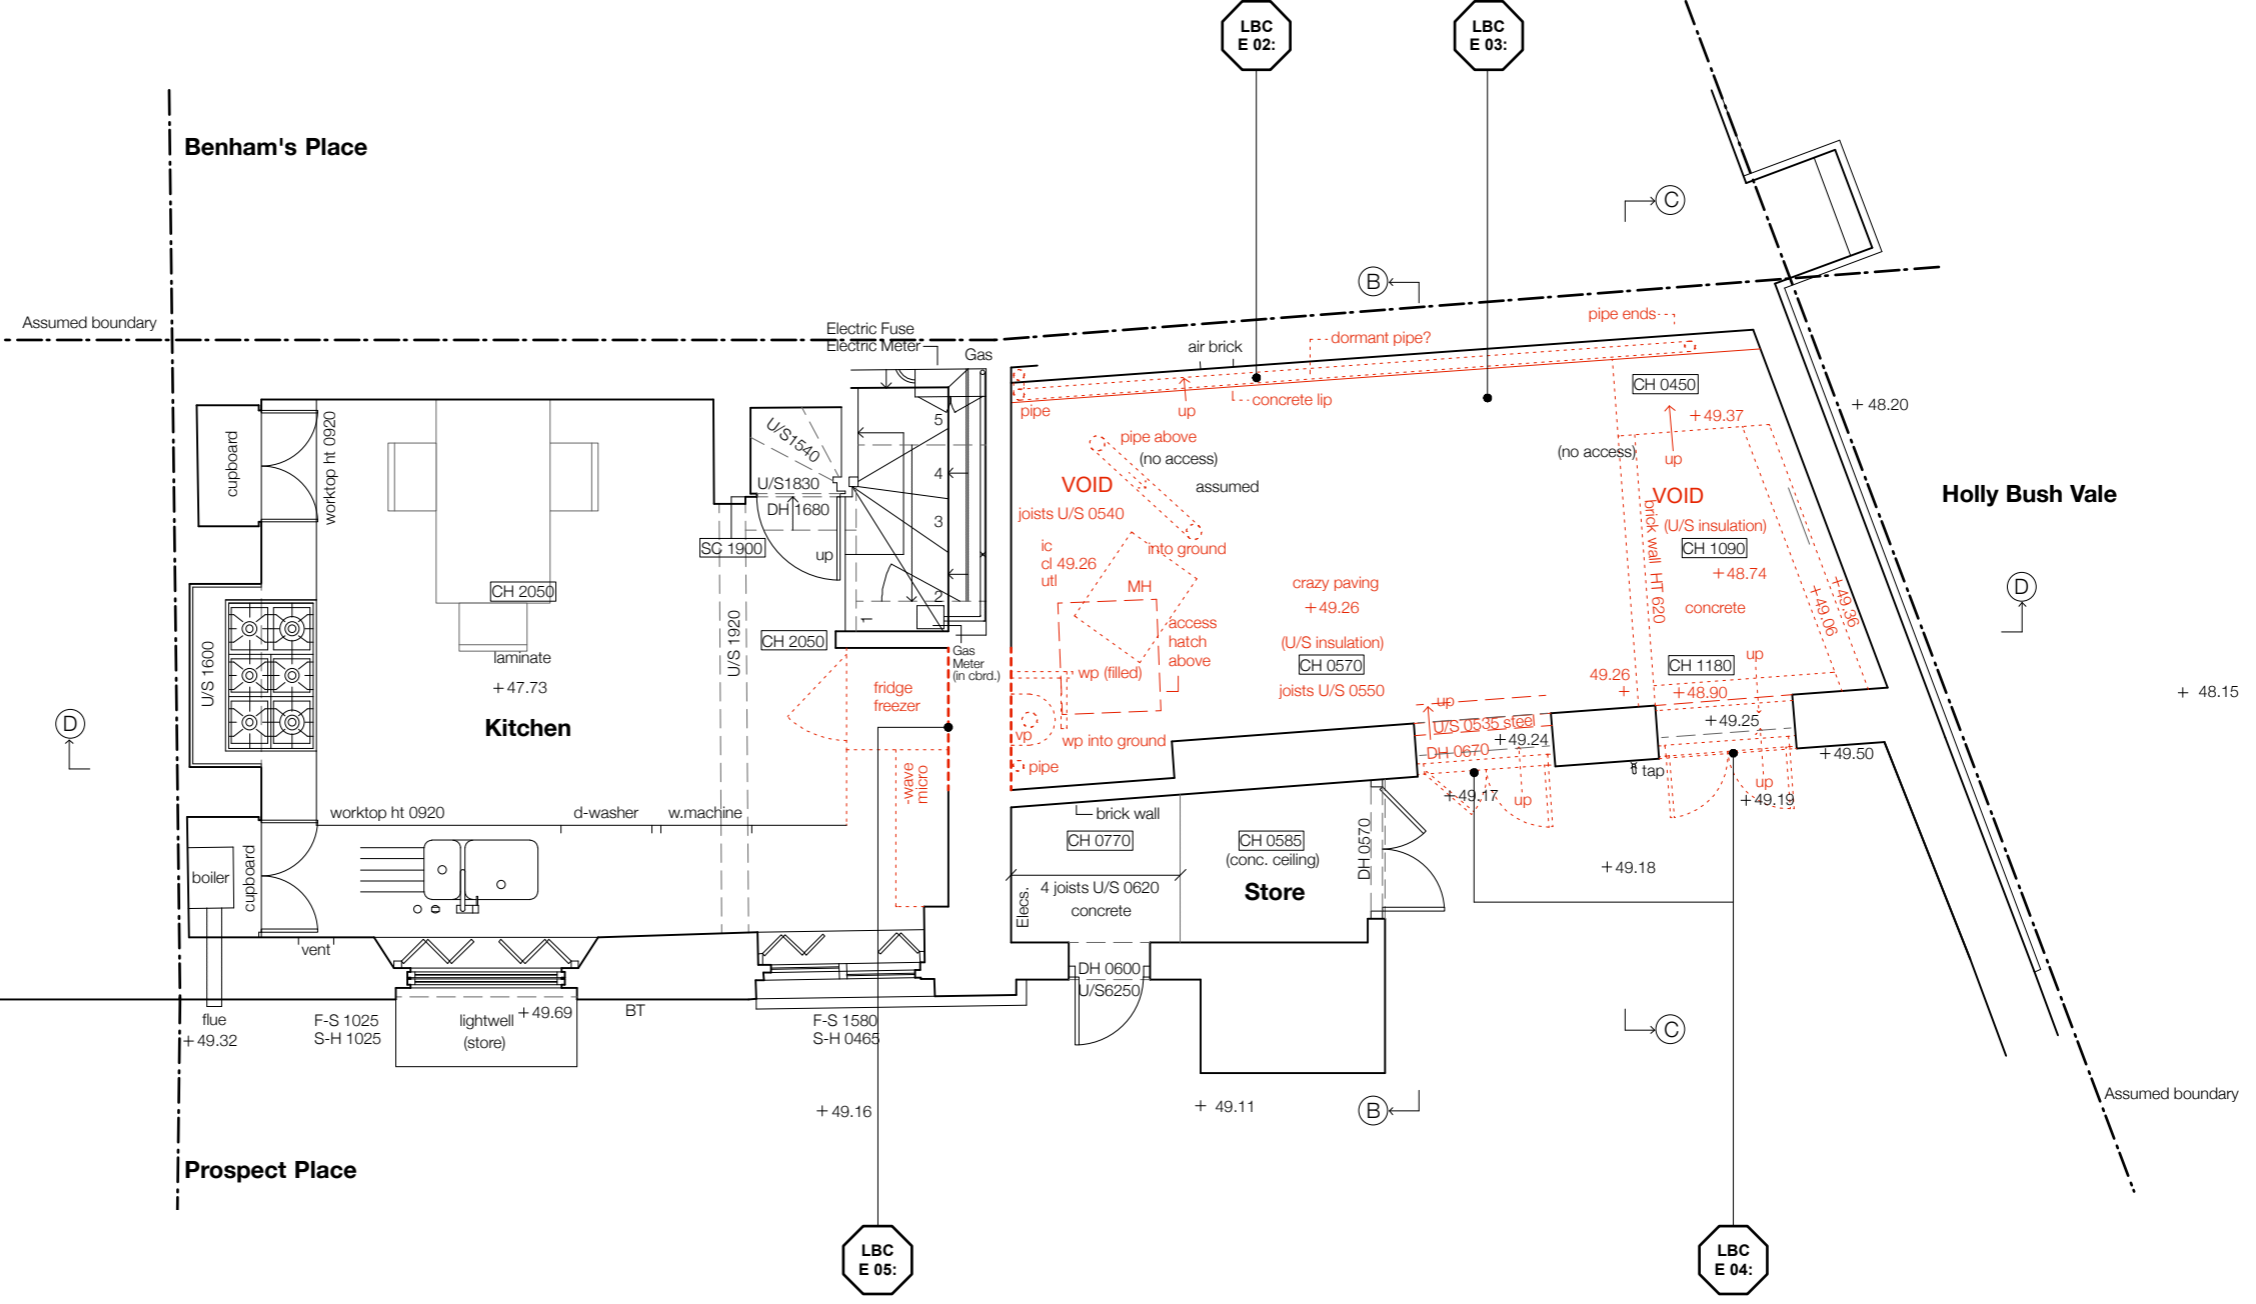 LBC
E 02:
LBC
E 03:
Benham's Place
C
B
Assumed boundary
Electric Fuse
Electric Meter
Gas
air brick
dormant pipe?
pipe ends
CH 0450
+ 48.20
pipe
up
concrete lip
+ 49.37
pipe above
(no access)
assumed
(no access)
up
cupboard
worktop ht 0920
U/S1540
U/S1830
DH 1680
SC 1900
up
5
4
3
2
1
VOID
joists U/S 0540
ic
cl 49.26
utl
into ground
MH
VOID
(U/S insulation)
CH 1090
+ 48.74
concrete
brick wall HT 620
+ 49.06
+ 49.36
Holly Bush Vale
D
crazy paving
+ 49.26
(U/S insulation)
CH 0570
joists U/S 0550
access
hatch
above
wp (filled)
wp into ground
vp
pipe
CH 2050
laminate
+ 47.73
Kitchen
U/S 1600
U/S 1920
CH 2050
Gas
Meter
(in cbrd.)
fridge
freezer
-wave
micro
CH 1180
up
49.26
+
+ 48.90
+ 49.25
up
U/S 0535 steel
+ 49.24
DH 0670
+ 49.50
tap
+ 49.17
up
up
+ 49.19
+ 48.15
D
worktop ht 0920
d-washer
w.machine
boiler
cupboard
vent
brick wall
CH 0770
CH 0585
(conc. ceiling)
DH 0570
Store
4 joists U/S 0620
concrete
Elecs.
DH 0600
U/S6250
+ 49.18
flue
+ 49.32
F-S 1025
S-H 1025
lightwell
(store)
+ 49.69
BT
F-S 1580
S-H 0465
C
B
+ 49.16
+ 49.11
Assumed boundary
Prospect Place
LBC
E 05:
LBC
E 04: